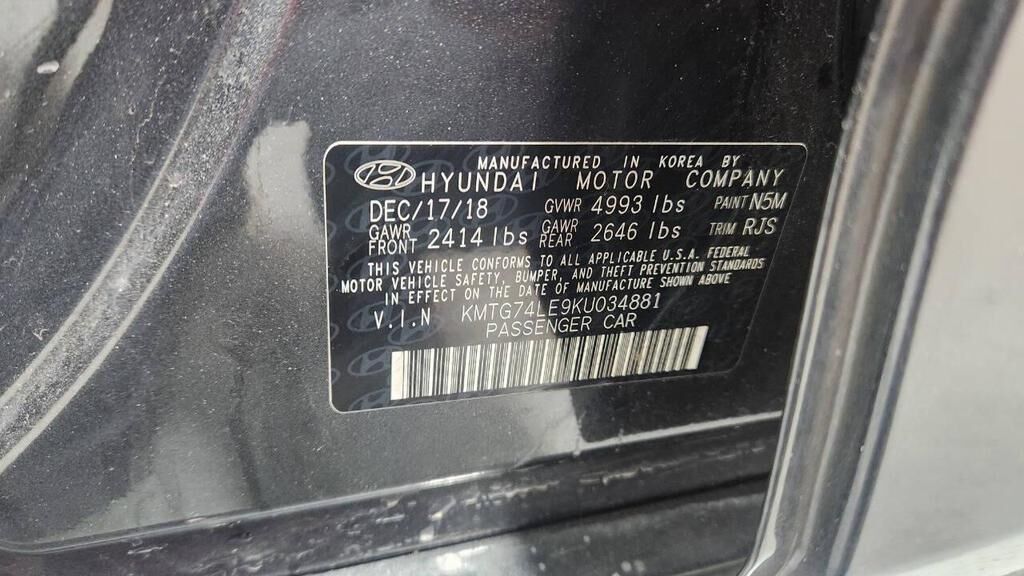 MANUFACTURED IN KOREA BY
HYUNDAI MOTOR COMPANY
DEC/17/18 GVWR 4993 lbs PAINT N5M
GAWR FRONT 2414 lbs GAWR REAR 2646 lbs TRIM RJS
THIS VEHICLE CONFORMS TO ALL APPLICABLE U.S.A. FEDERAL
MOTOR VEHICLE SAFETY, BUMPER, AND THEFT PREVENTION STANDARDS
IN EFFECT ON THE DATE OF MANUFACTURE SHOWN ABOVE
V.I.N KMTG74LE9KU034881
PASSENGER CAR